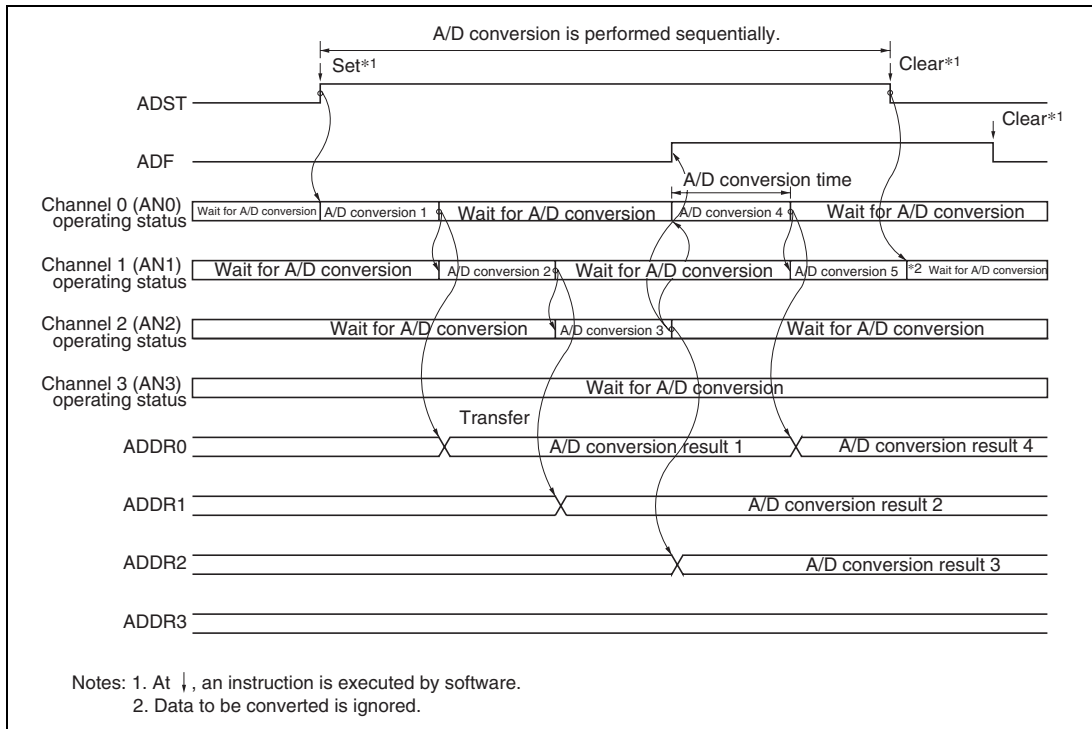 A/D conversion is performed sequentially.
Set*1
Clear*1
ADST
Clear*1
ADF
A/D conversion time
Channel 0 (AN0)
operating status
Wait for A/D conversion
A/D conversion 1
Wait for A/D conversion
A/D conversion 4
Wait for A/D conversion
Channel 1 (AN1)
operating status
Wait for A/D conversion
A/D conversion 2
Wait for A/D conversion
A/D conversion 5
*2
Wait for A/D conversion
Channel 2 (AN2)
operating status
Wait for A/D conversion
A/D conversion 3
Wait for A/D conversion
Channel 3 (AN3)
operating status
Wait for A/D conversion
Transfer
ADDR0
A/D conversion result 1
A/D conversion result 4
ADDR1
A/D conversion result 2
ADDR2
A/D conversion result 3
ADDR3
Notes: 1. At ↓, an instruction is executed by software.
2. Data to be converted is ignored.